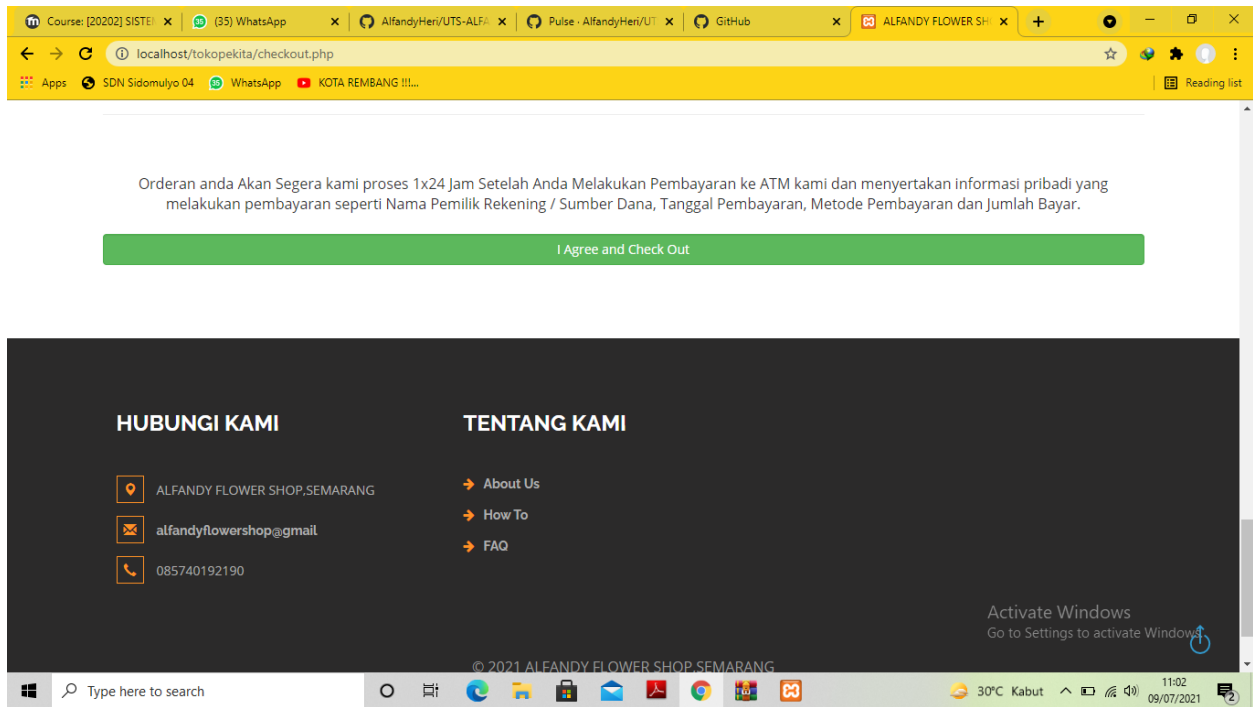 Course: [20202] SISTEM
(35) WhatsApp
AlfandyHeri/UTS-ALFA
Pulse · AlfandyHeri/UT
GitHub
ALFANDY FLOWER SH
localhost/tokopekita/checkout.php
Apps
SDN Sidomulyo 04
WhatsApp
KOTA REMBANG !!!...
Reading list
Orderan anda Akan Segera kami proses 1x24 Jam Setelah Anda Melakukan Pembayaran ke ATM kami dan menyertakan informasi pribadi yang
melakukan pembayaran seperti Nama Pemilik Rekening / Sumber Dana, Tanggal Pembayaran, Metode Pembayaran dan Jumlah Bayar.
I Agree and Check Out
HUBUNGI KAMI
ALFANDY FLOWER SHOP,SEMARANG
alfandyflowershop@gmail
085740192190
TENTANG KAMI
About Us
How To
FAQ
Activate Windows
Go to Settings to activate Windows.
© 2021 ALFANDY FLOWER SHOP,SEMARANG
Type here to search
30°C Kabut
11:02
09/07/2021
2